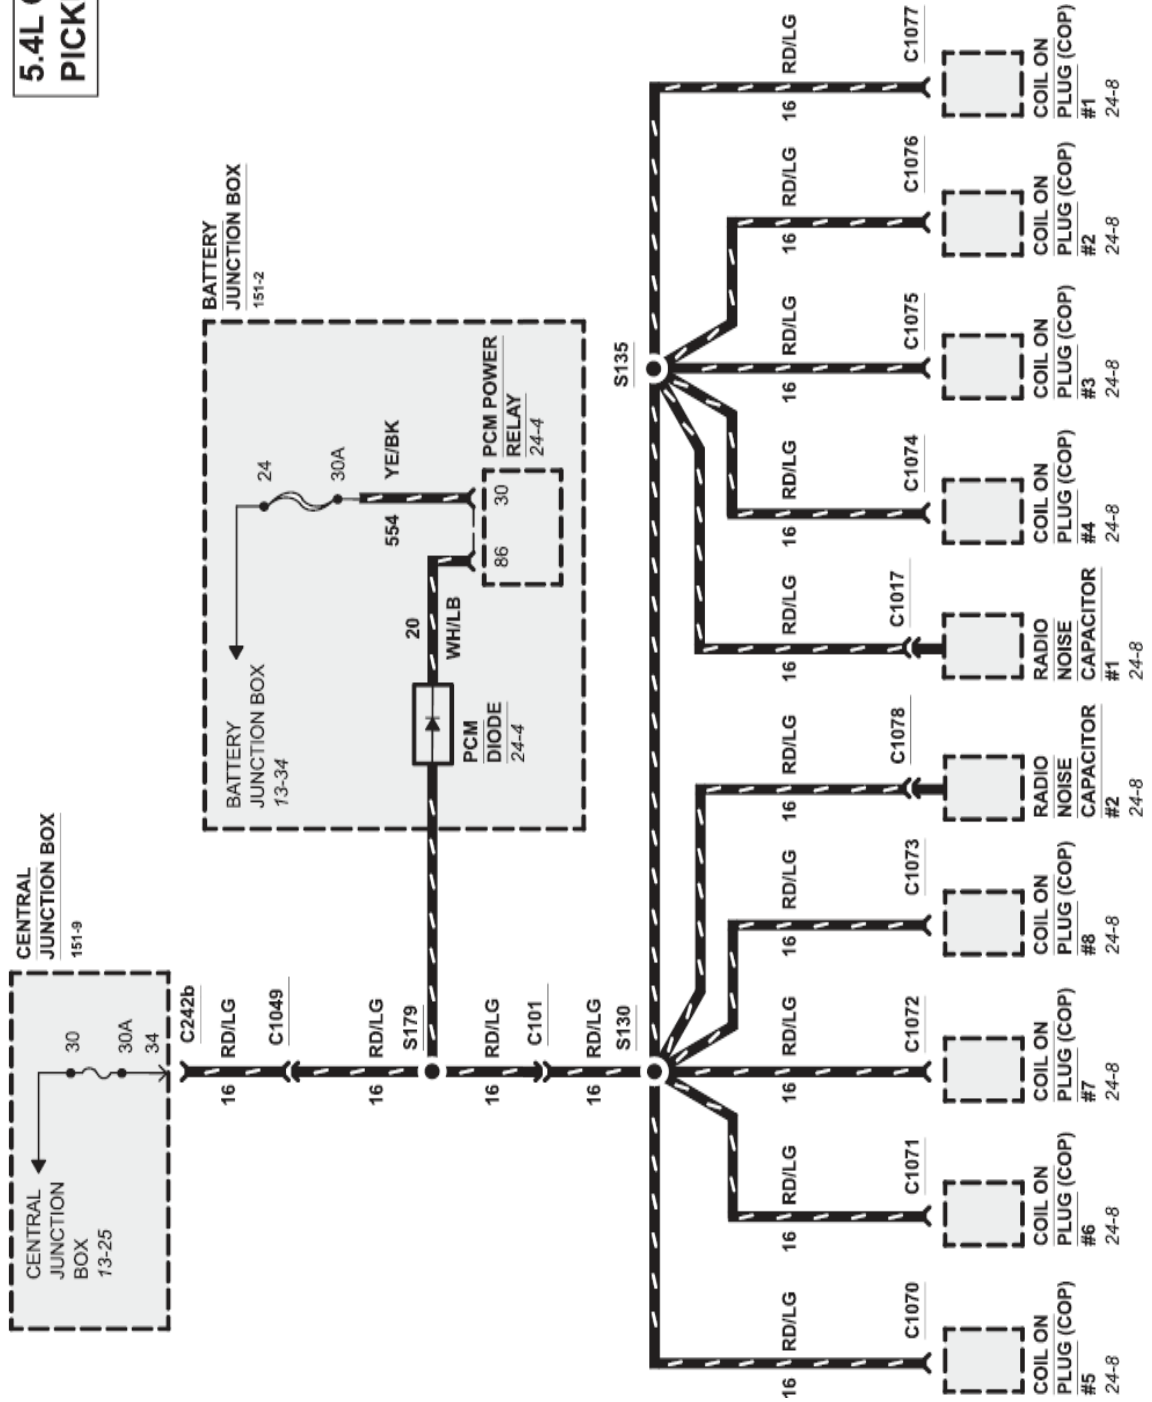 5.4L
PICK
CENTRAL
JUNCTION BOX
151-9
CENTRAL
JUNCTION
BOX
13-25
30
30A
34
C242b
16
RD/LG
C1049
16
RD/LG
S179
16
RD/LG
C101
16
RD/LG
S130
BATTERY
JUNCTION BOX
151-2
BATTERY
JUNCTION BOX
13-34
24
30A
554
YE/BK
20
WH/LB
PCM
DIODE
24-4
86
30
PCM POWER
RELAY
24-4
S135
16
RD/LG
C1070
COIL ON
PLUG (COP)
#5
24-8
16
RD/LG
C1071
COIL ON
PLUG (COP)
#6
24-8
16
RD/LG
C1072
COIL ON
PLUG (COP)
#7
24-8
16
RD/LG
C1073
COIL ON
PLUG (COP)
#8
24-8
16
RD/LG
C1078
RADIO
NOISE
CAPACITOR
#2
24-8
16
RD/LG
C1017
RADIO
NOISE
CAPACITOR
#1
24-8
16
RD/LG
C1074
COIL ON
PLUG (COP)
#4
24-8
16
RD/LG
C1075
COIL ON
PLUG (COP)
#3
24-8
16
RD/LG
C1076
COIL ON
PLUG (COP)
#2
24-8
16
RD/LG
C1077
COIL ON
PLUG (COP)
#1
24-8